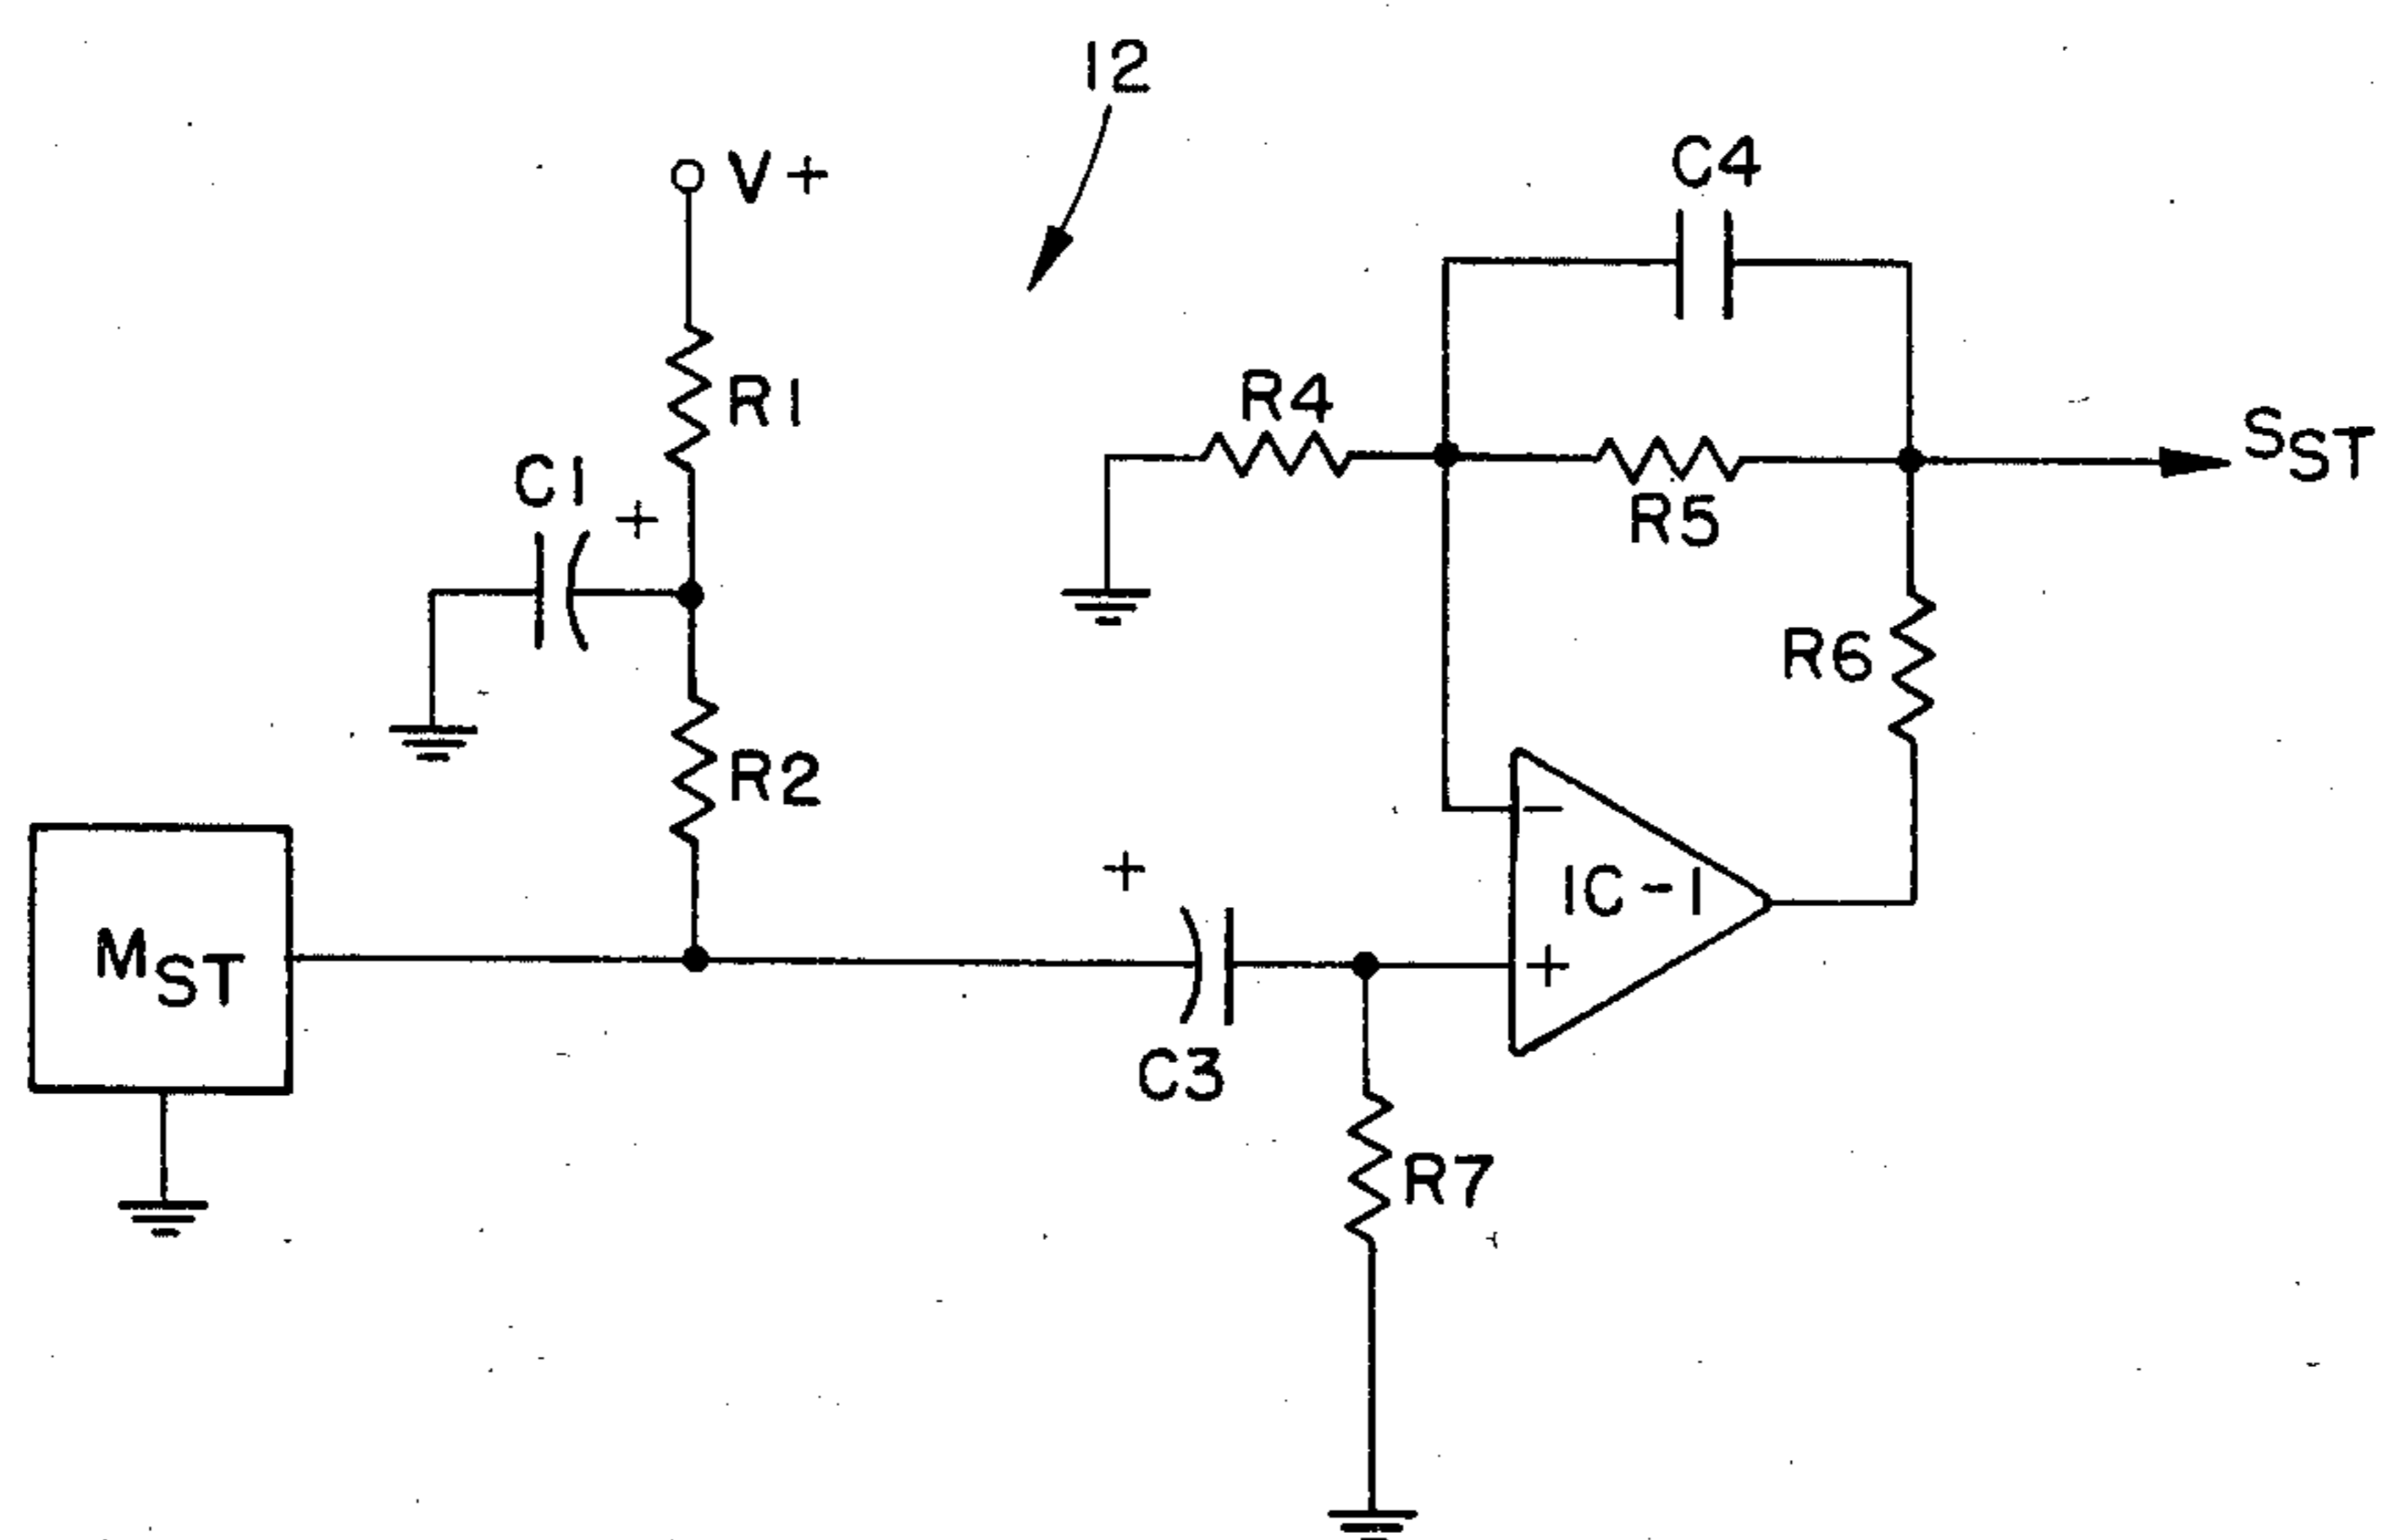 12
V+
C4
R1
R4
SST
C1
+
R5
R6
R2
−
+
IC-1
MST
+
C3
R7